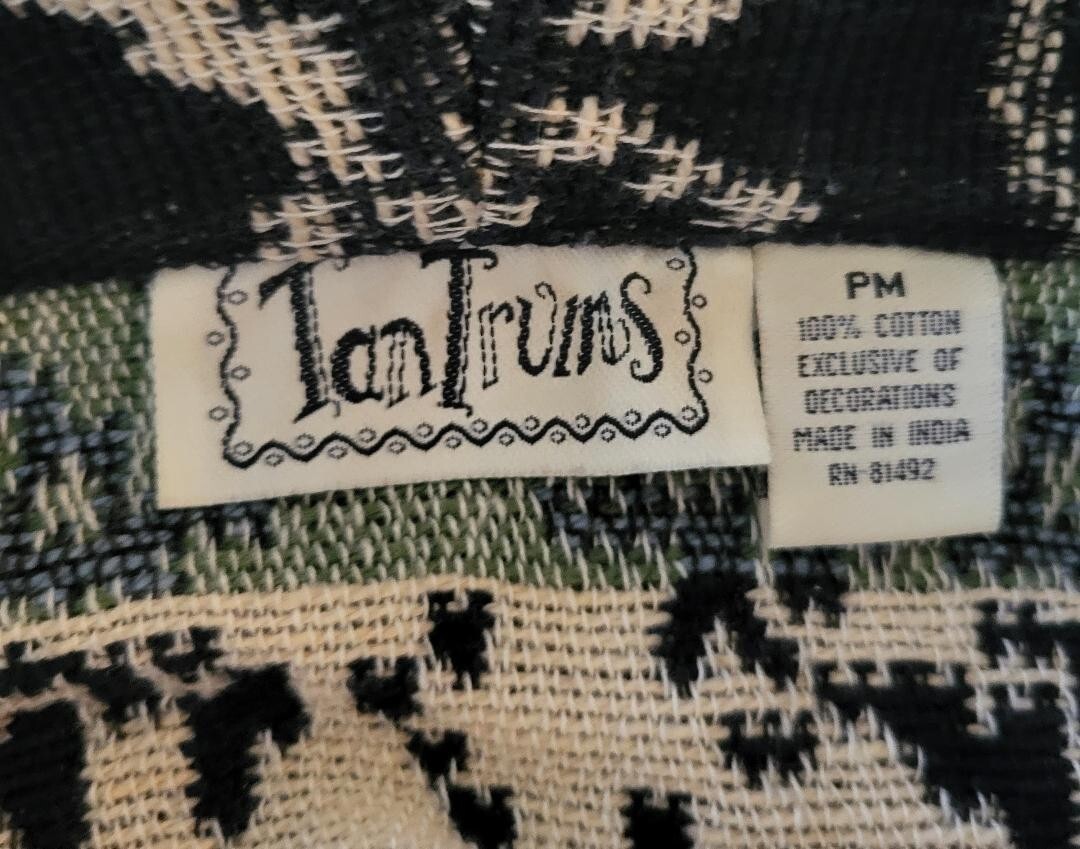 TanTrums
PM
100% COTTON
EXCLUSIVE OF
DECORATIONS
MADE IN INDIA
RN 81492